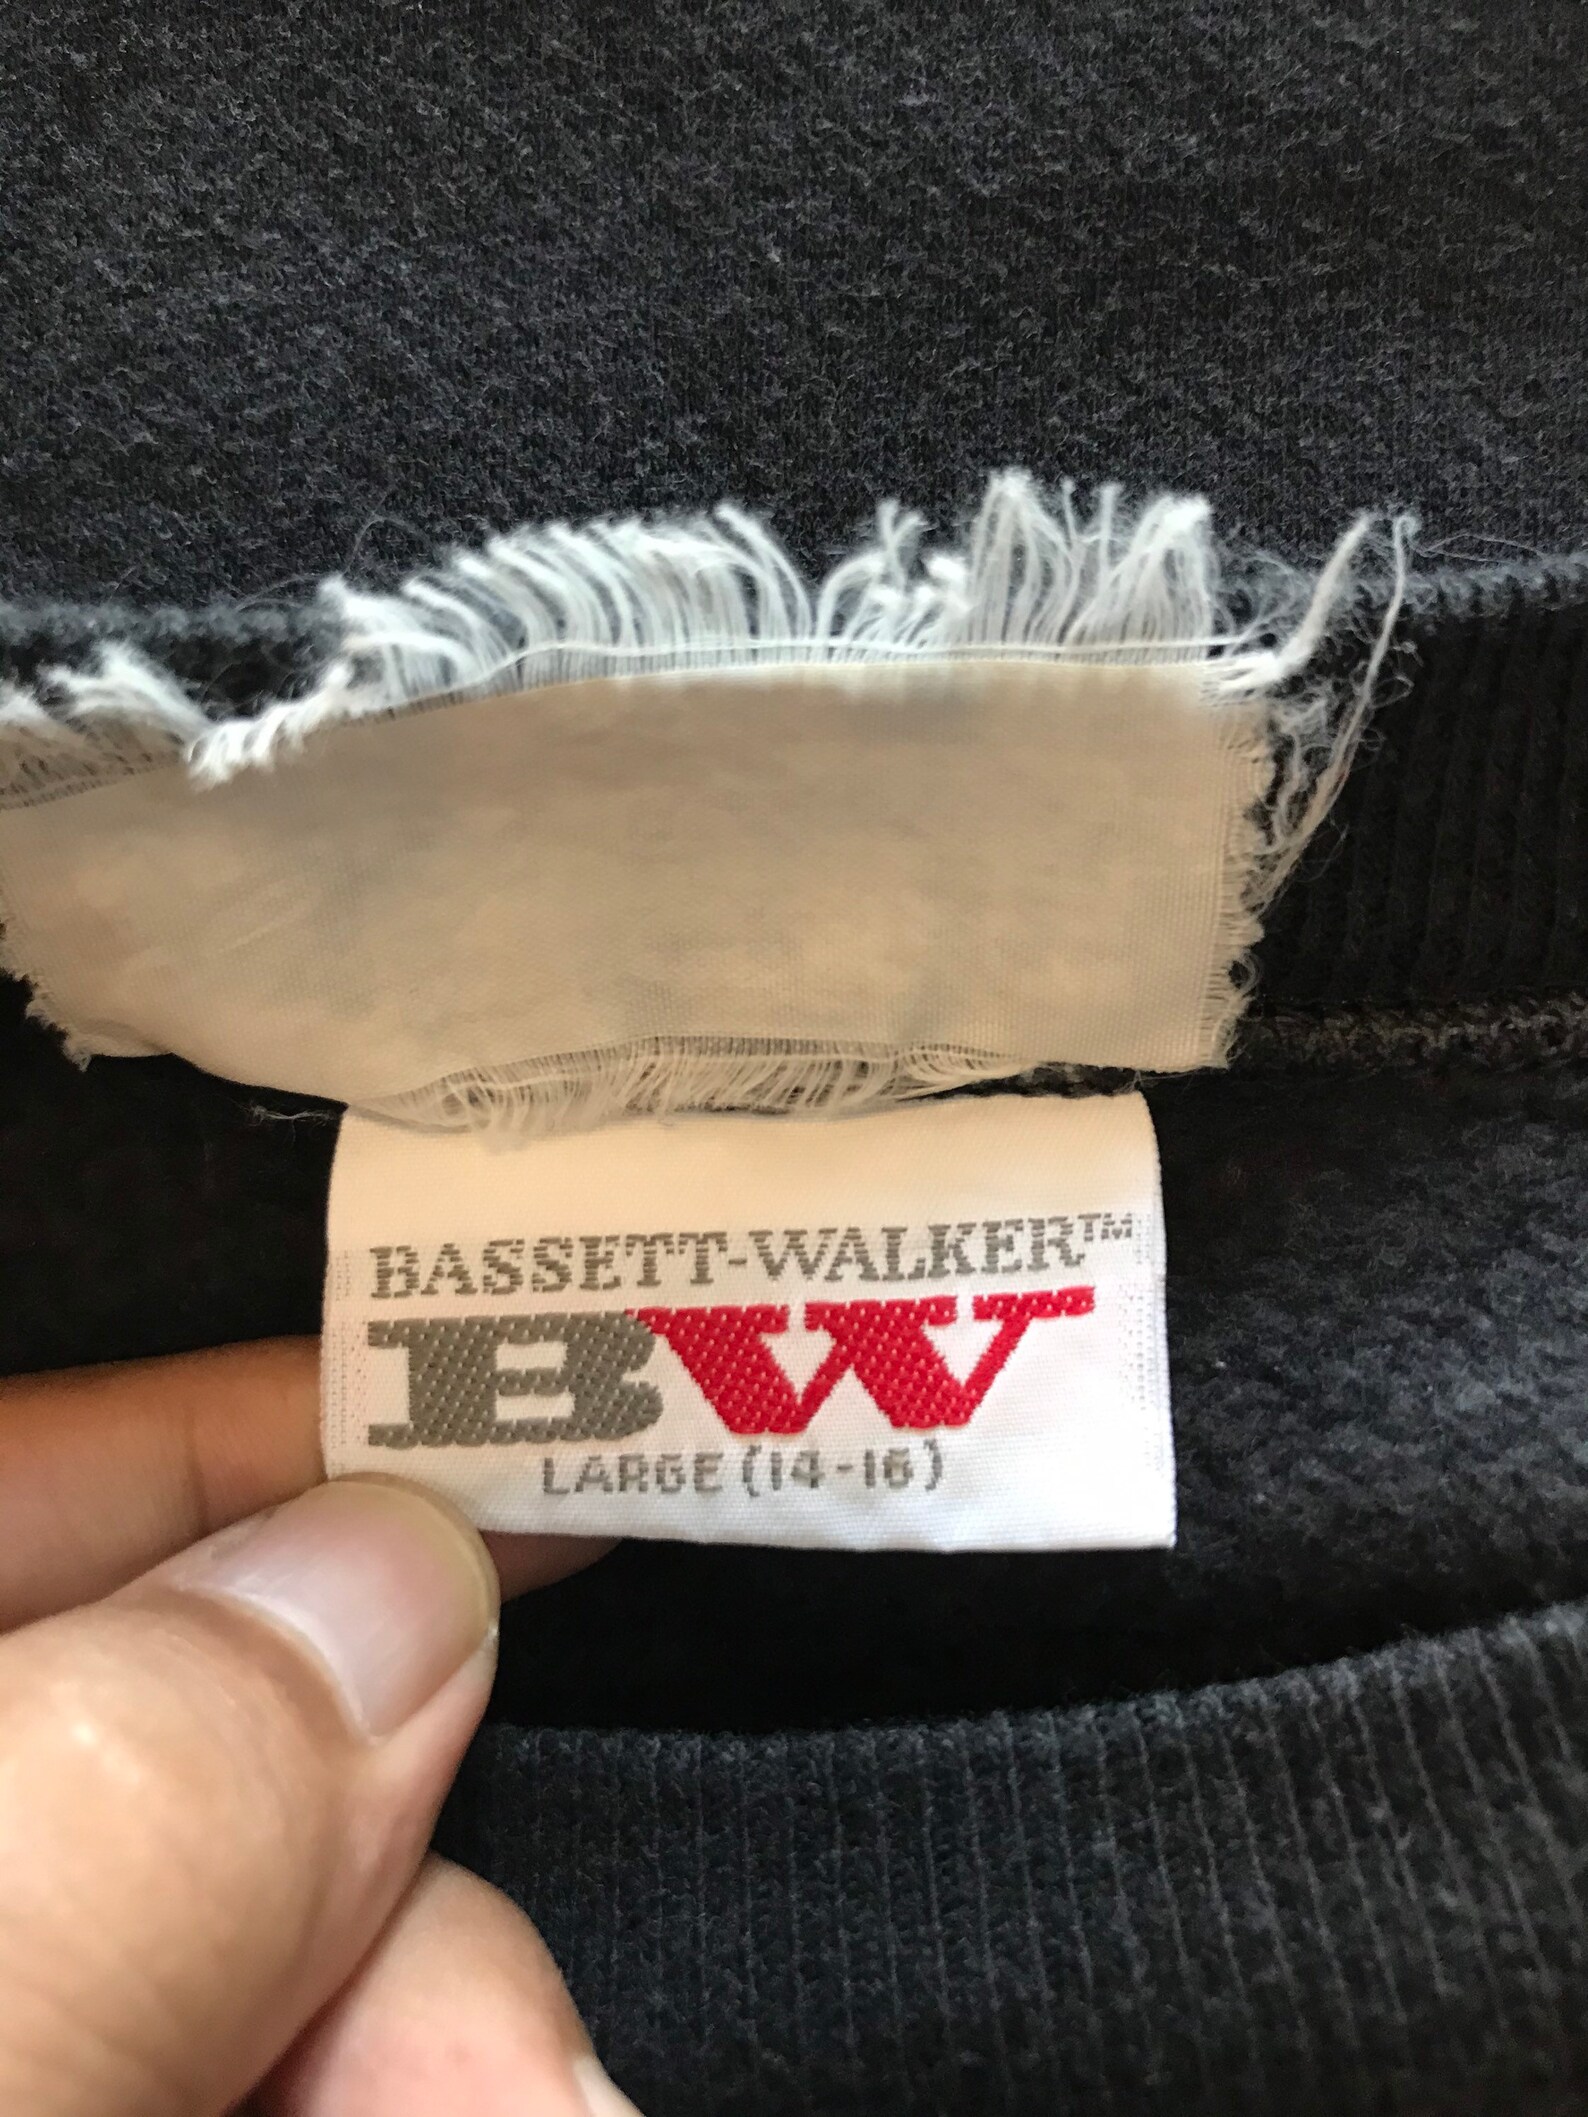 BASSETT-WALKER™
BW
LARGE (14-16)